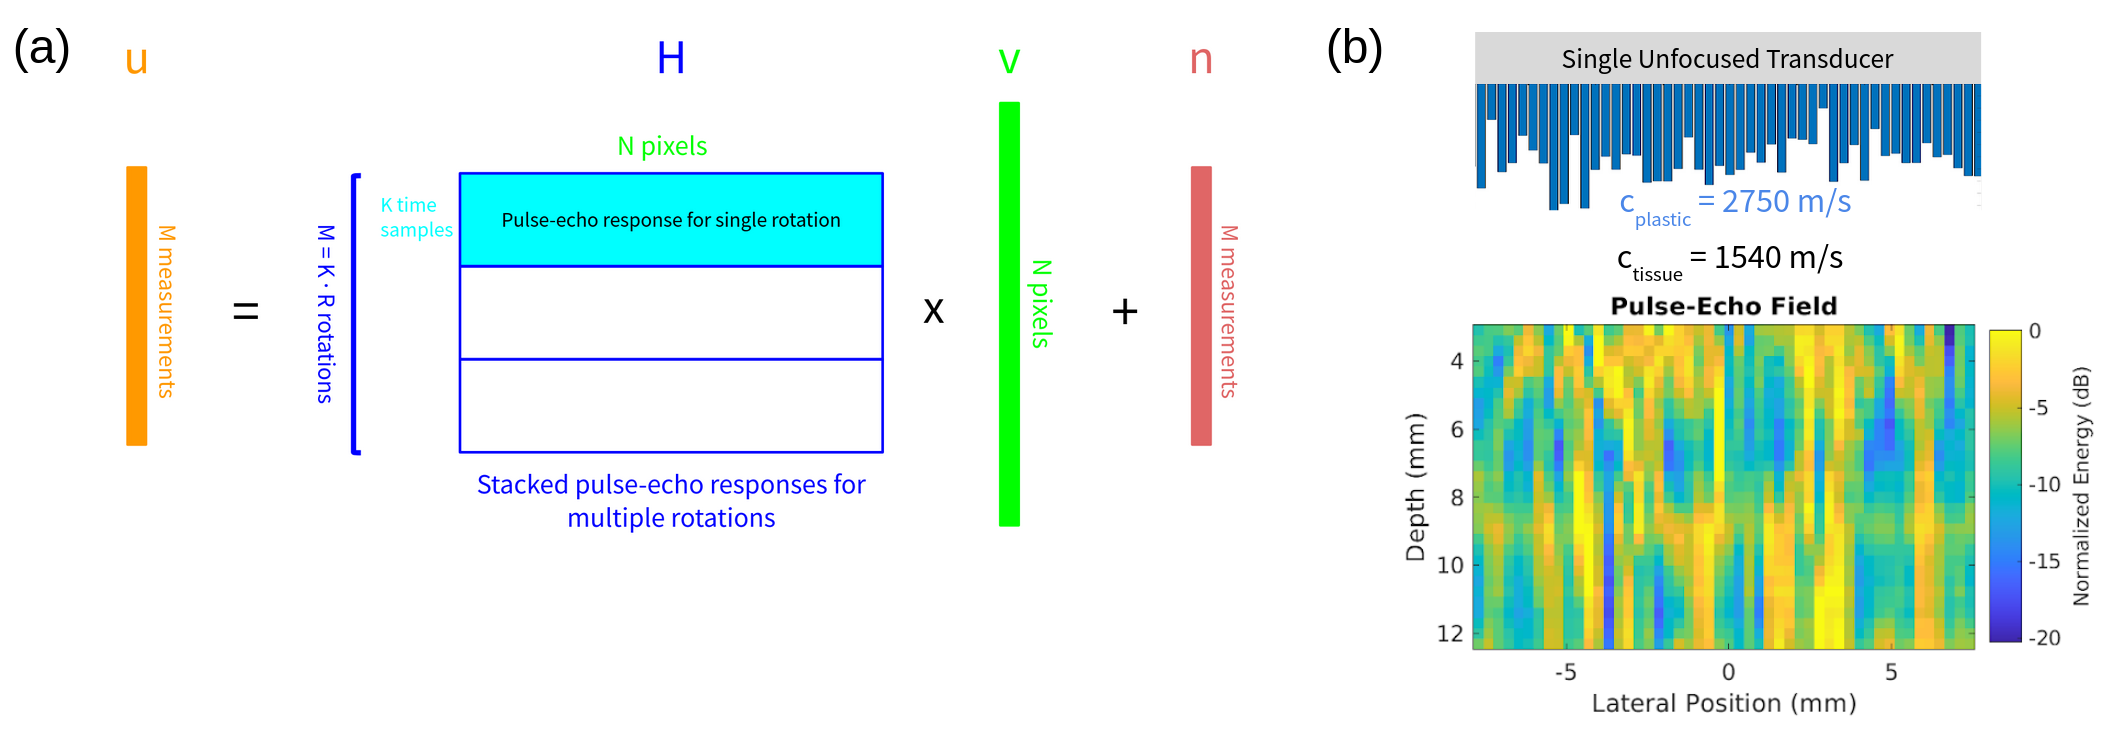 (a)
u
H
v
n
N pixels
K time
samples
Pulse-echo response for single rotation
M measurements
=
M = K · R rotations
x
N pixels
+
M measurements
Stacked pulse-echo responses for
multiple rotations
(b)
Single Unfocused Transducer
c plastic = 2750 m/s
c tissue = 1540 m/s
Pulse-Echo Field
4
6
8
10
12
Depth (mm)
-5
0
5
Lateral Position (mm)
0
-5
-10
-15
-20
Normalized Energy (dB)